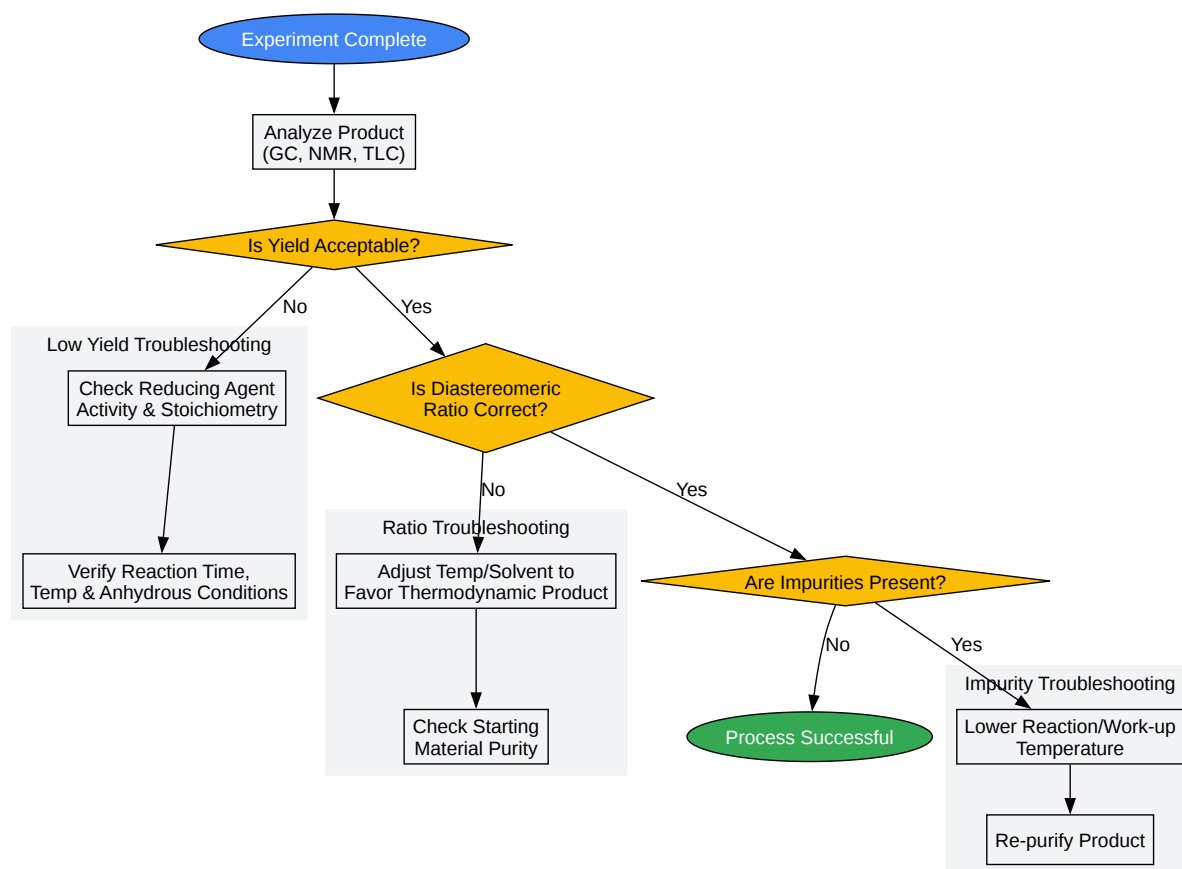 Experiment Complete
Analyze Product
(GC, NMR, TLC)
Is Yield Acceptable?
No
Yes
Low Yield Troubleshooting
Check Reducing Agent
Activity & Stoichiometry
Is Diastereomeric
Ratio Correct?
No
Yes
Ratio Troubleshooting
Verify Reaction Time,
Temp & Anhydrous Conditions
Adjust Temp/Solvent to
Favor Thermodynamic Product
Are Impurities Present?
No
Yes
Impurity Troubleshooting
Check Starting
Material Purity
Process Successful
Lower Reaction/Work-up
Temperature
Re-purify Product